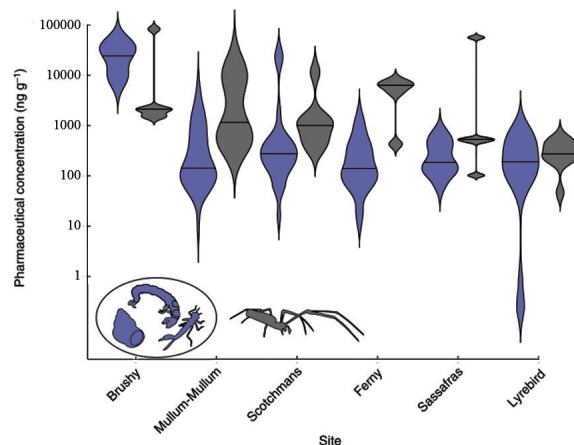 Pharmaceutical concentration (ng g⁻¹)
100000
10000
1000
100
10
1
Brushy
Mullum-Mullum
Scotchmans
Ferny
Sassafras
Lyrebird
Site